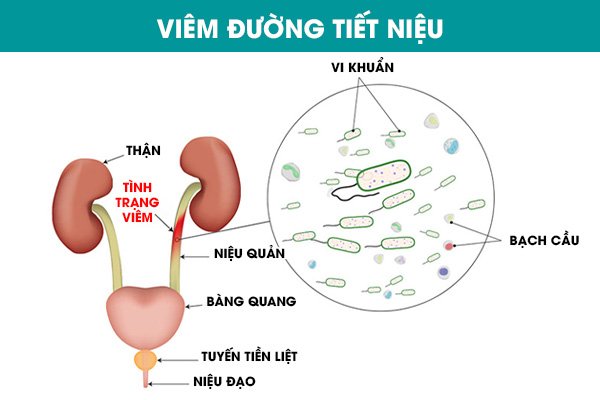 VIÊM ĐƯỜNG TIẾT NIỆU
VI KHUẨN
THẬN
TÌNH
TRẠNG
VIÊM
NIỆU QUẢN
BẠCH CẦU
BÀNG QUANG
TUYẾN TIỀN LIỆT
NIỆU ĐẠO